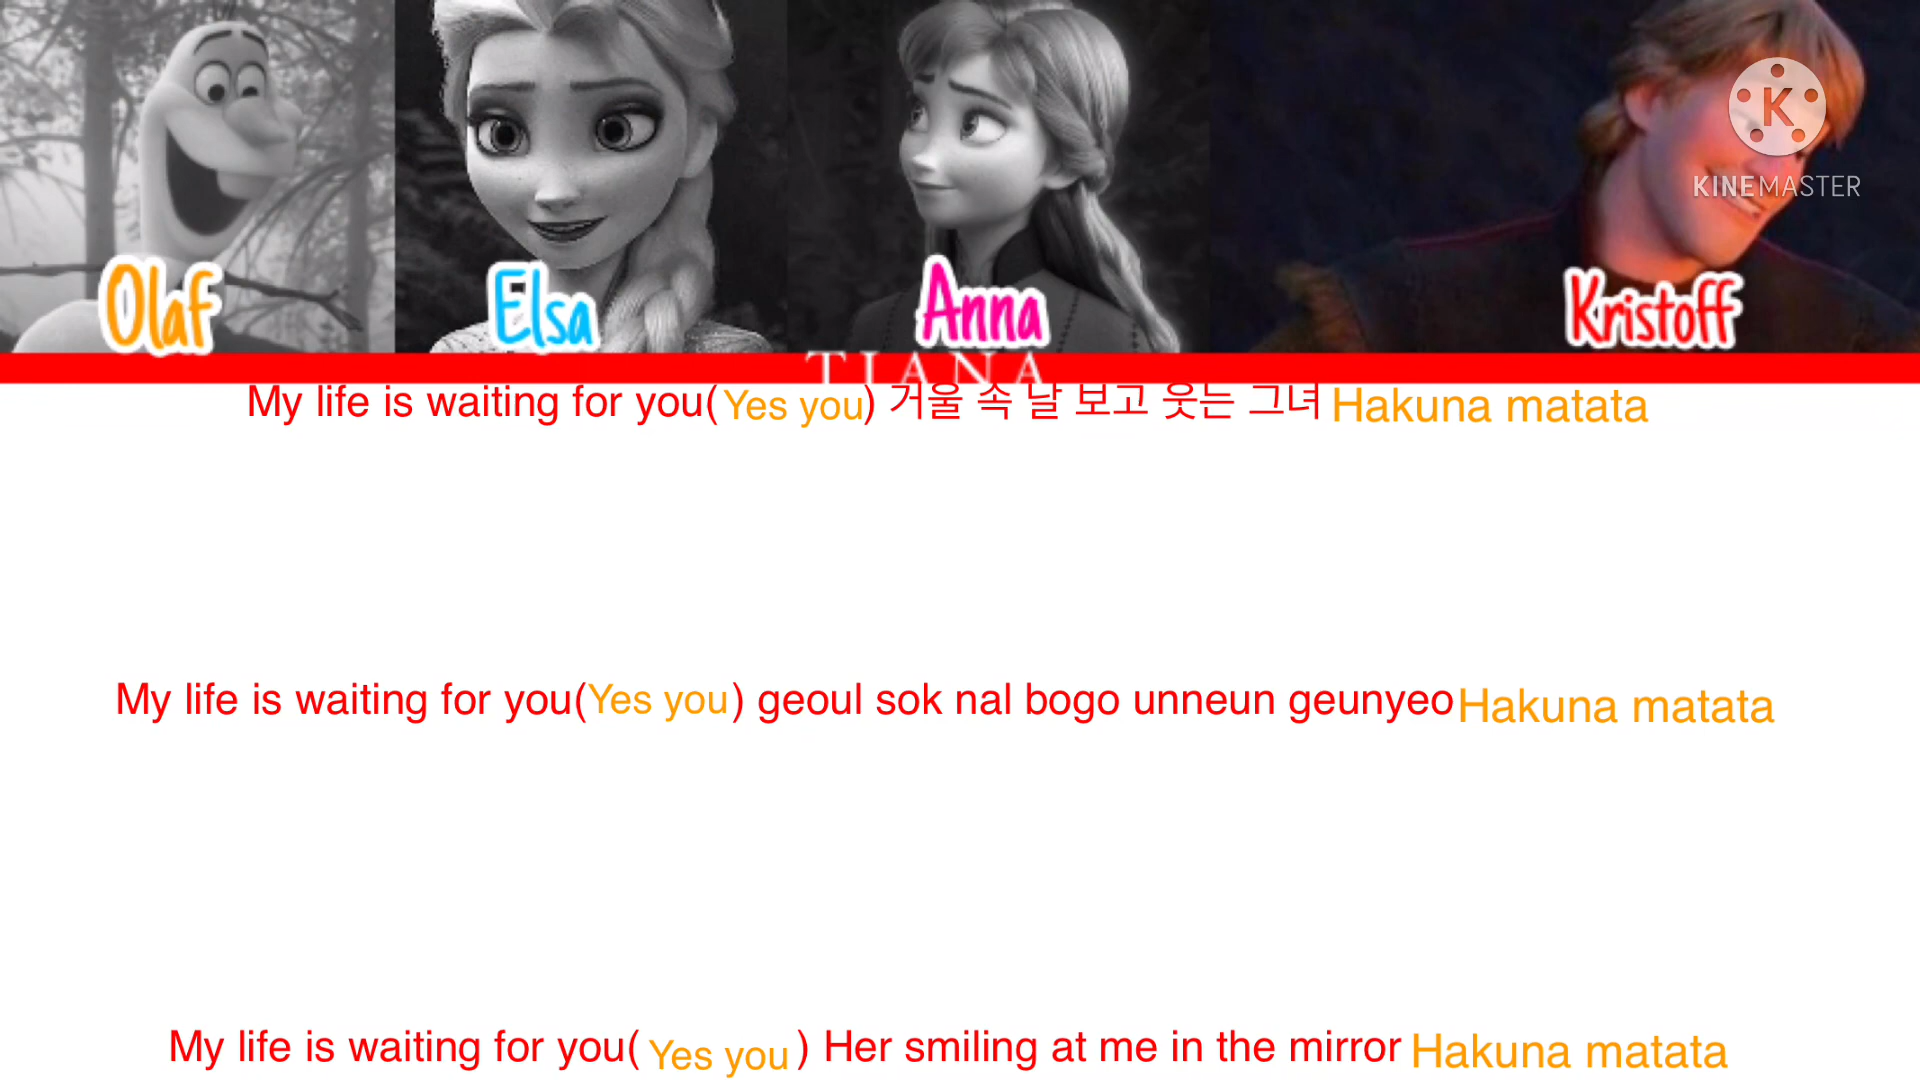 Olaf Elsa Anna Kristoff
K
KINEMASTER
TIANA
My life is waiting for you(Yes you) 거울 속 날 보고 웃는 그녀 Hakuna matata
My life is waiting for you(Yes you) geoul sok nal bogo unneun geunyeo Hakuna matata
My life is waiting for you( Yes you ) Her smiling at me in the mirror Hakuna matata